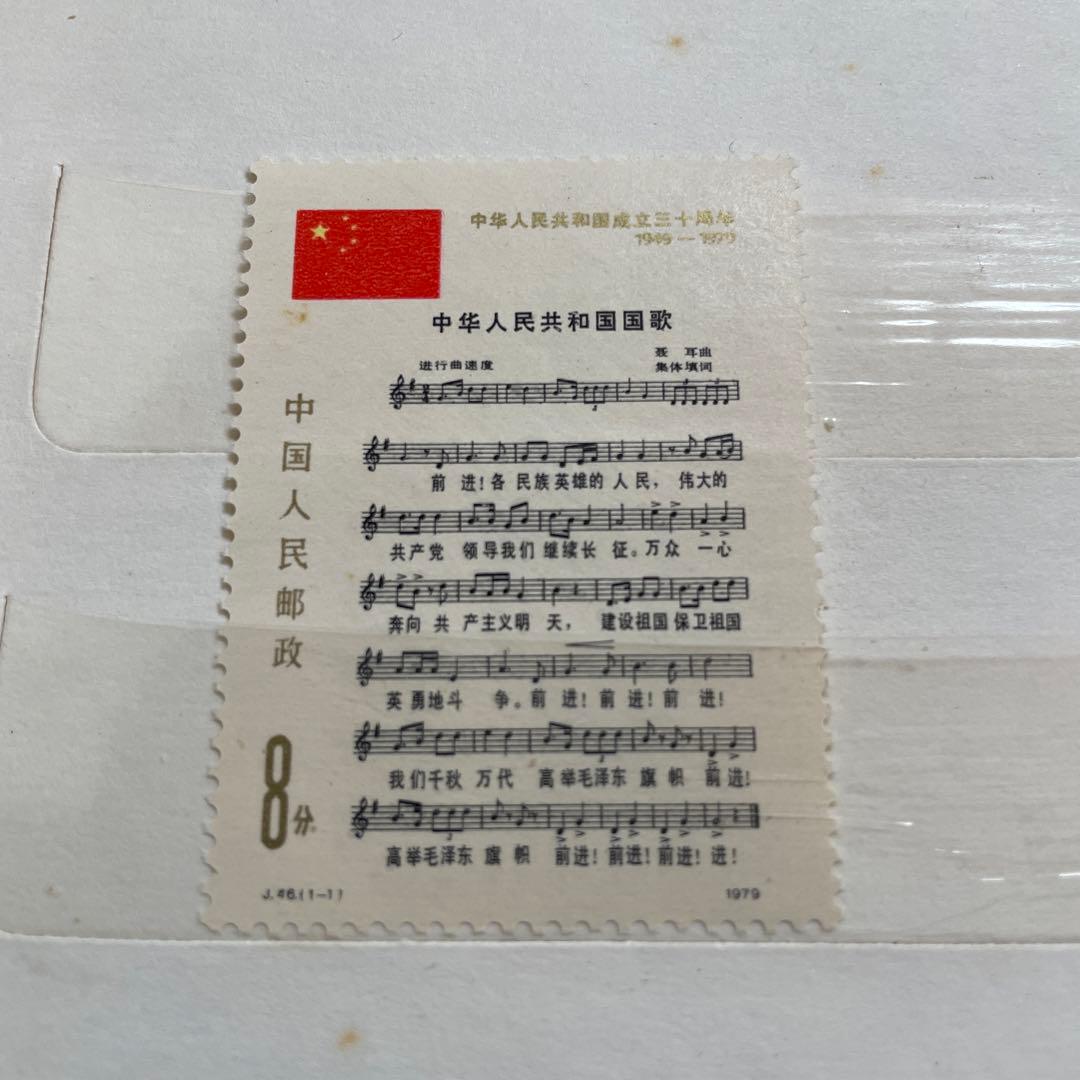 中华人民共和国成立三十周年
1949—1979
中华人民共和国国歌
进行曲速度
聂 耳曲
集体填词
前 进！各 民族英雄的 人民， 伟大的
共产党 领导我们 继续长 征。万众 一心
奔向 共 产主义明 天， 建设祖国 保卫祖国
英勇地斗 争。前 进！前 进！前 进！
我们千秋 万代 高举毛泽东 旗 帜 前进！
高举毛泽东 旗 帜 前进！前进！前进！进！
中国人民邮政
8分
J.46.(1-1)
1979